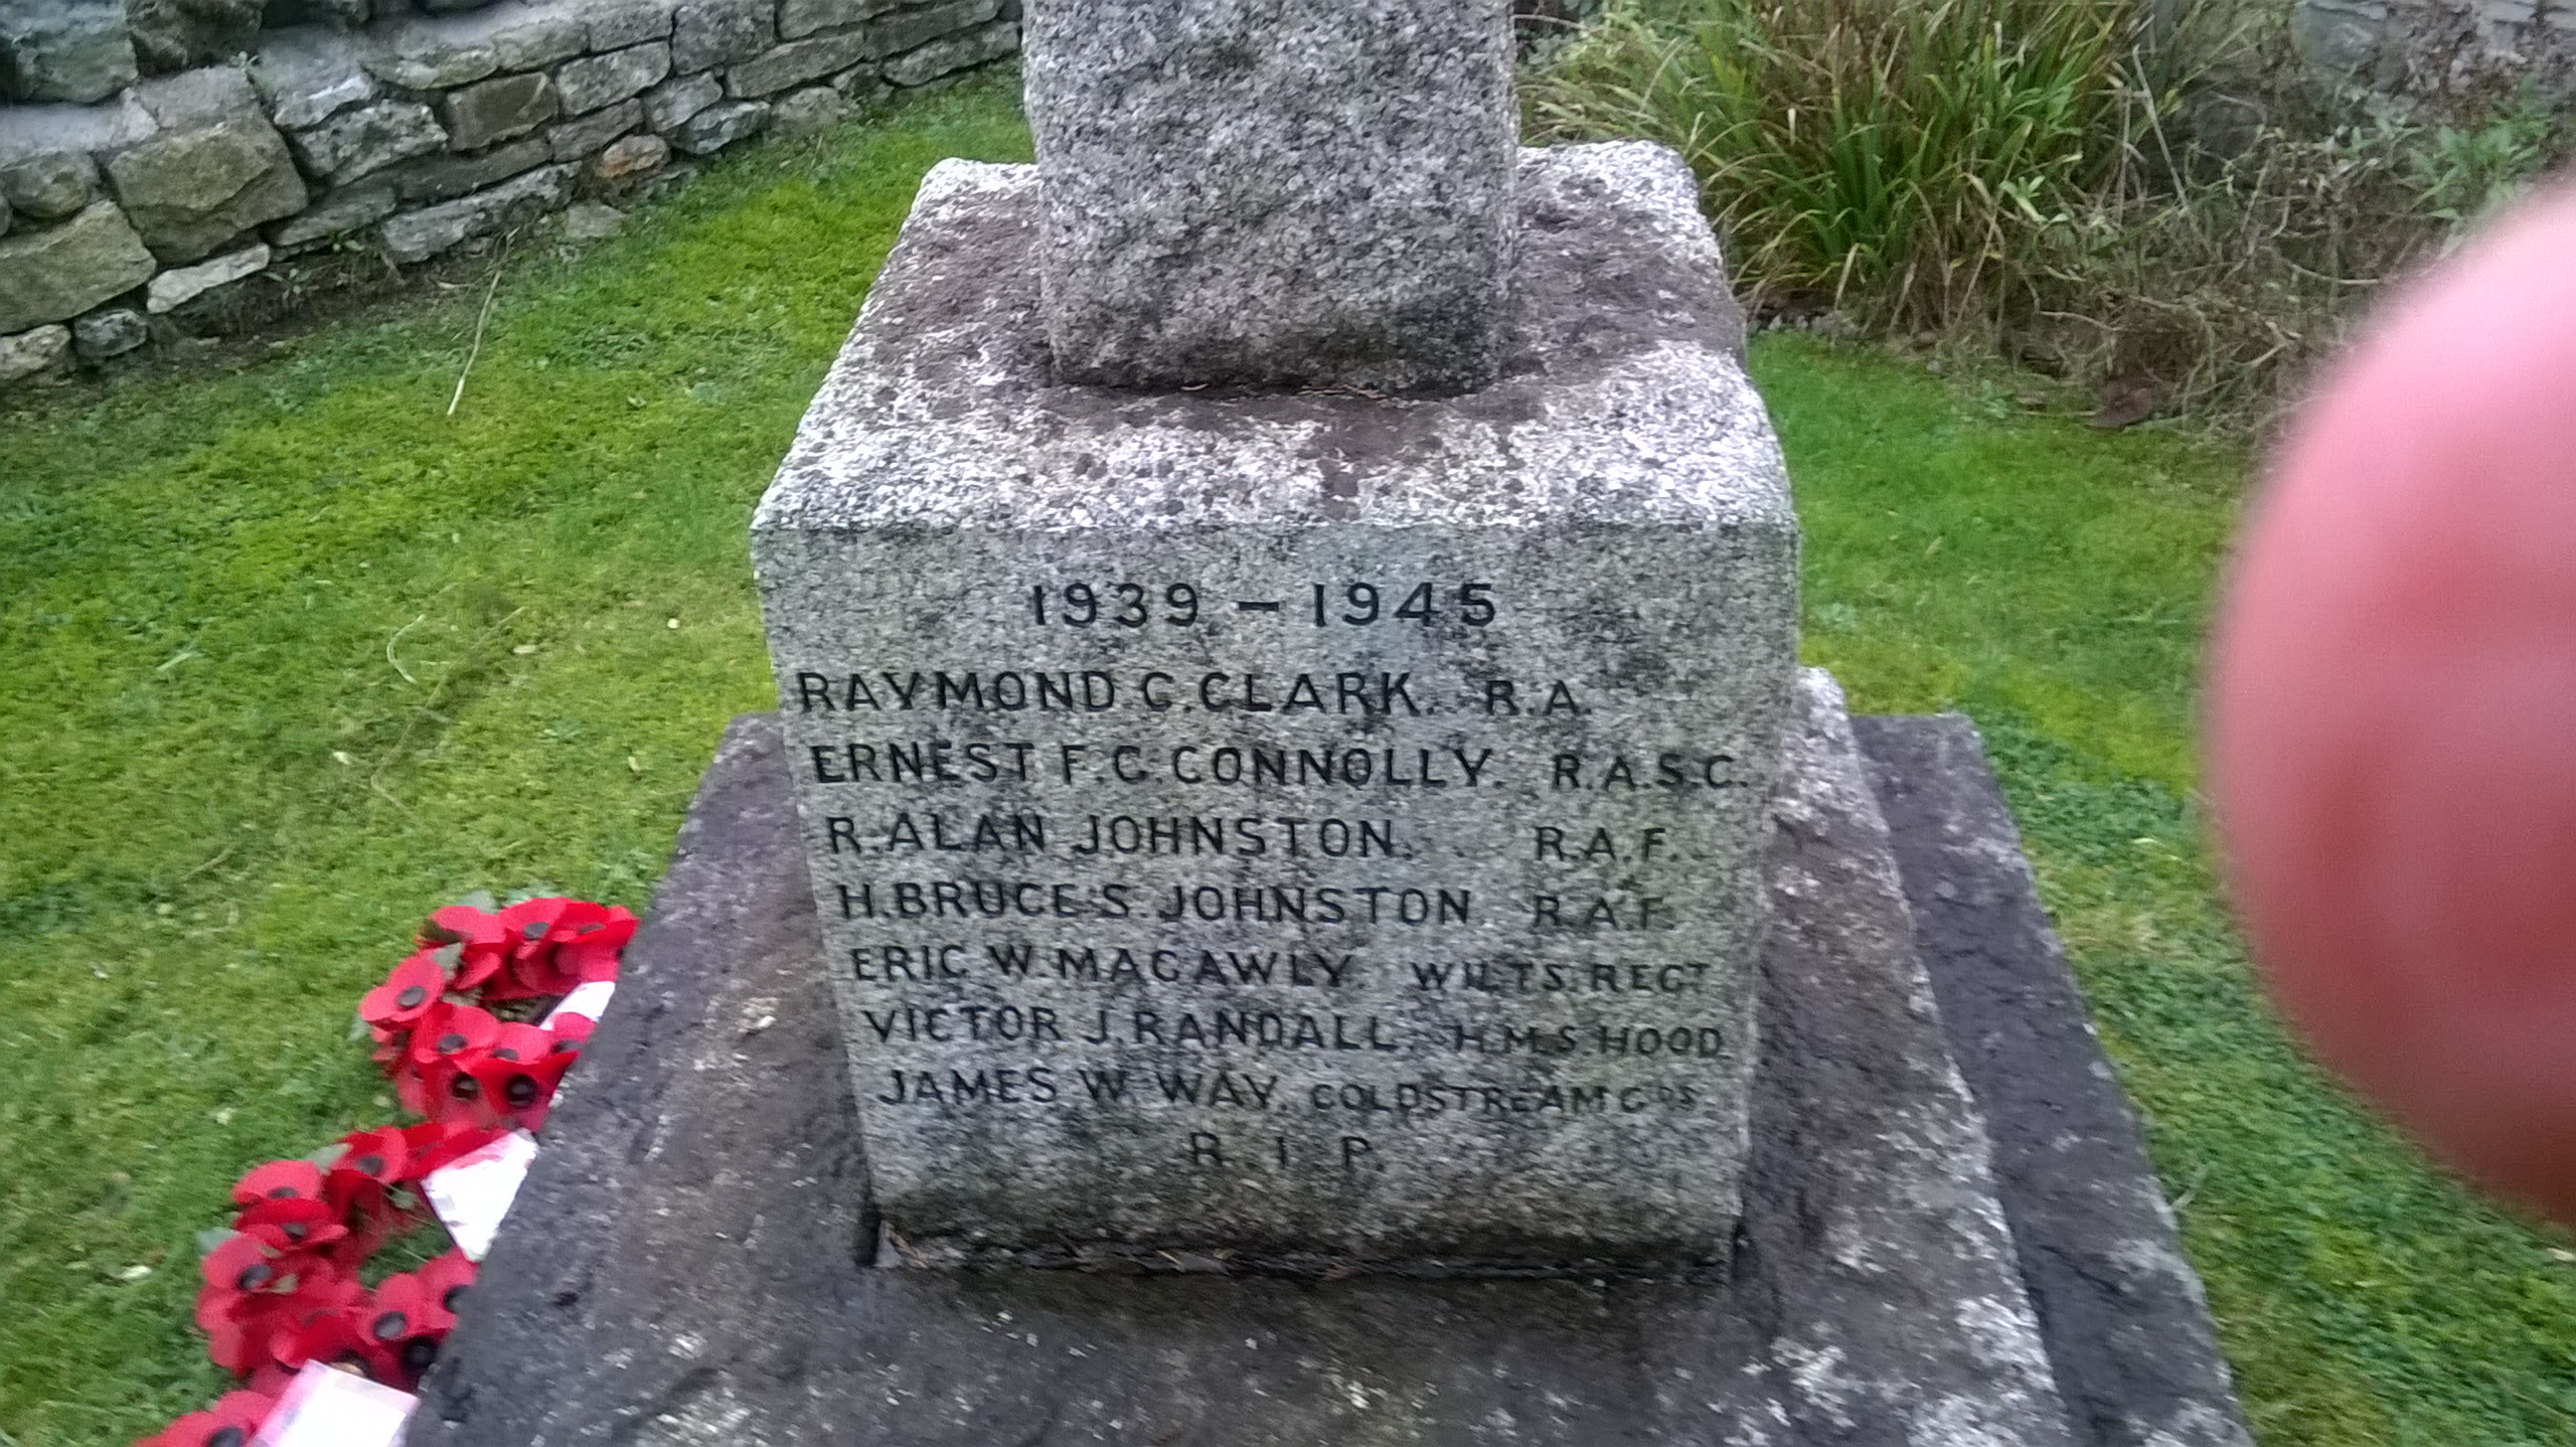 1939 – 1945
RAYMOND G. CLARK. R.A.
ERNEST F.C. CONNOLLY. R.A.S.C.
R. ALAN JOHNSTON. R.A.F.
H. BRUCE S. JOHNSTON R.A.F.
ERIC W. MAGAWLY. WILTS. REGT
VICTOR J. RANDALL. H.M.S. HOOD
JAMES W. WAY. COLDSTREAM GDS
R. I. P.